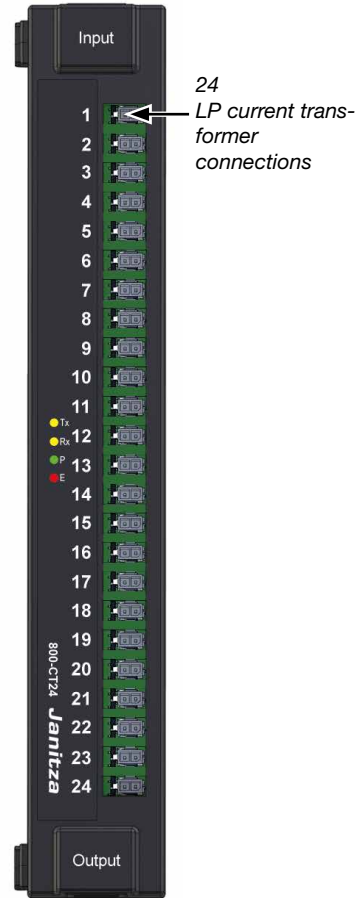 Input
24
LP current trans-
former
connections
1
2
3
4
5
6
7
8
9
10
11
Tx
12
Rx
13
P
E
14
15
16
17
18
19
20
21
22
23
24
800-CT24 Janitza
Output